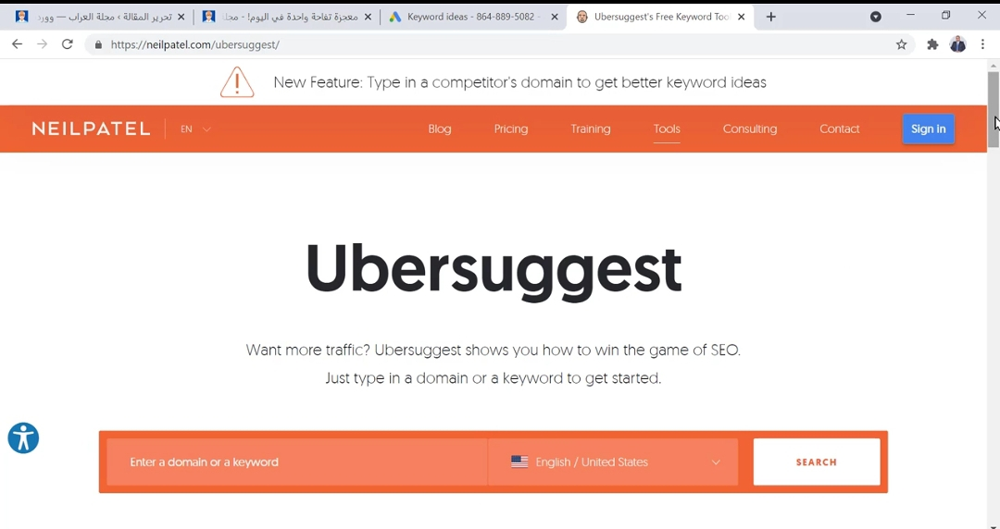 تحرير المقالة ‹ مجلة العراب — وورد
معجزة تفاحة واحدة في اليوم! - مجلـ
Keyword ideas - 864-889-5082 -
Ubersuggest's Free Keyword Tool
https://neilpatel.com/ubersuggest/
New Feature: Type in a competitor's domain to get better keyword ideas
NEILPATEL EN Blog Pricing Training Tools Consulting Contact Sign in
Ubersuggest
Want more traffic? Ubersuggest shows you how to win the game of SEO.
Just type in a domain or a keyword to get started.
Enter a domain or a keyword English / United States SEARCH